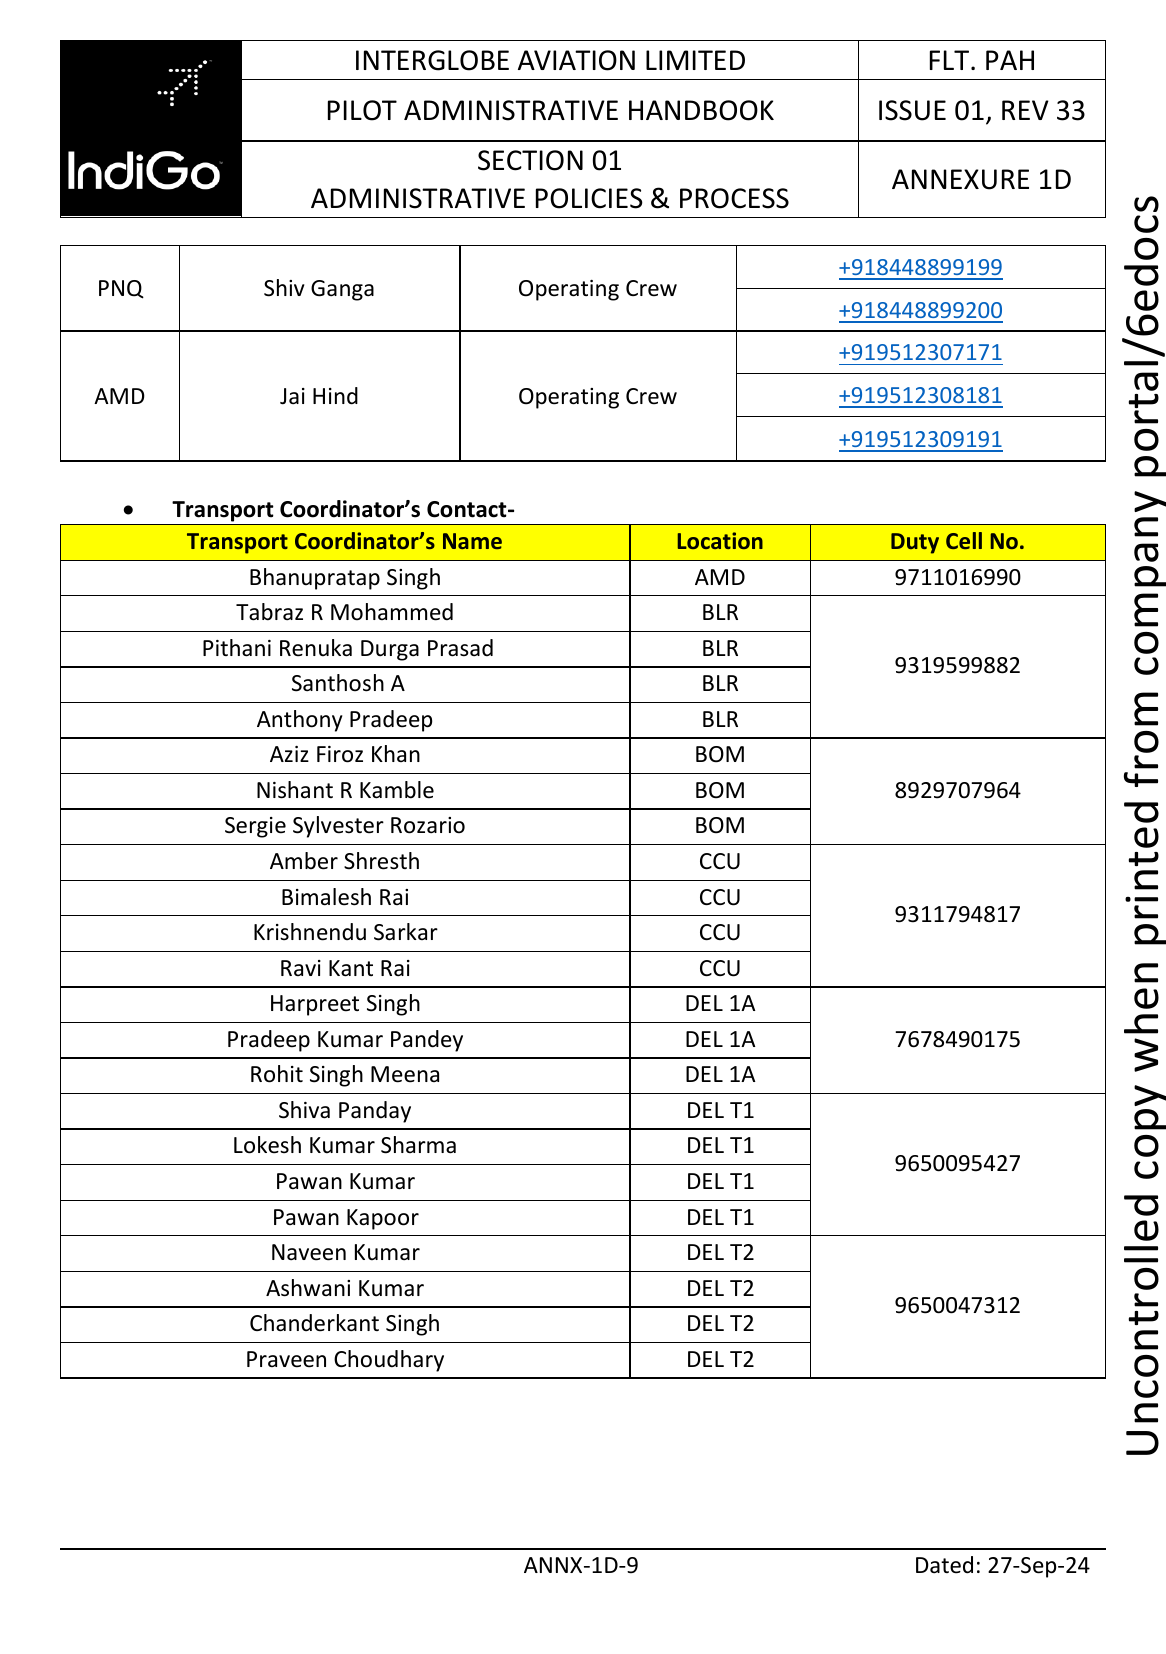 INTERGLOBE AVIATION LIMITED
FLT. PAH
PILOT ADMINISTRATIVE HANDBOOK
ISSUE 01, REV 33
IndiGo
SECTION 01
ADMINISTRATIVE POLICIES & PROCESS
ANNEXURE 1D
PNQ
Shiv Ganga
Operating Crew
+918448899199
+918448899200
AMD
Jai Hind
Operating Crew
+919512307171
+919512308181
+919512309191
• Transport Coordinator’s Contact-
Transport Coordinator’s Name Location Duty Cell No.
Bhanupratap Singh AMD 9711016990
Tabraz R Mohammed BLR
Pithani Renuka Durga Prasad BLR
9319599882
Santhosh A BLR
Anthony Pradeep BLR
Aziz Firoz Khan BOM
Nishant R Kamble BOM 8929707964
Sergie Sylvester Rozario BOM
Amber Shresth CCU
Bimalesh Rai CCU
9311794817
Krishnendu Sarkar CCU
Ravi Kant Rai CCU
Harpreet Singh DEL 1A
Pradeep Kumar Pandey DEL 1A 7678490175
Rohit Singh Meena DEL 1A
Shiva Panday DEL T1
Lokesh Kumar Sharma DEL T1
9650095427
Pawan Kumar DEL T1
Pawan Kapoor DEL T1
Naveen Kumar DEL T2
Ashwani Kumar DEL T2
9650047312
Chanderkant Singh DEL T2
Praveen Choudhary DEL T2
ANNX-1D-9 Dated: 27-Sep-24
Uncontrolled copy when printed from company portal/6edocs